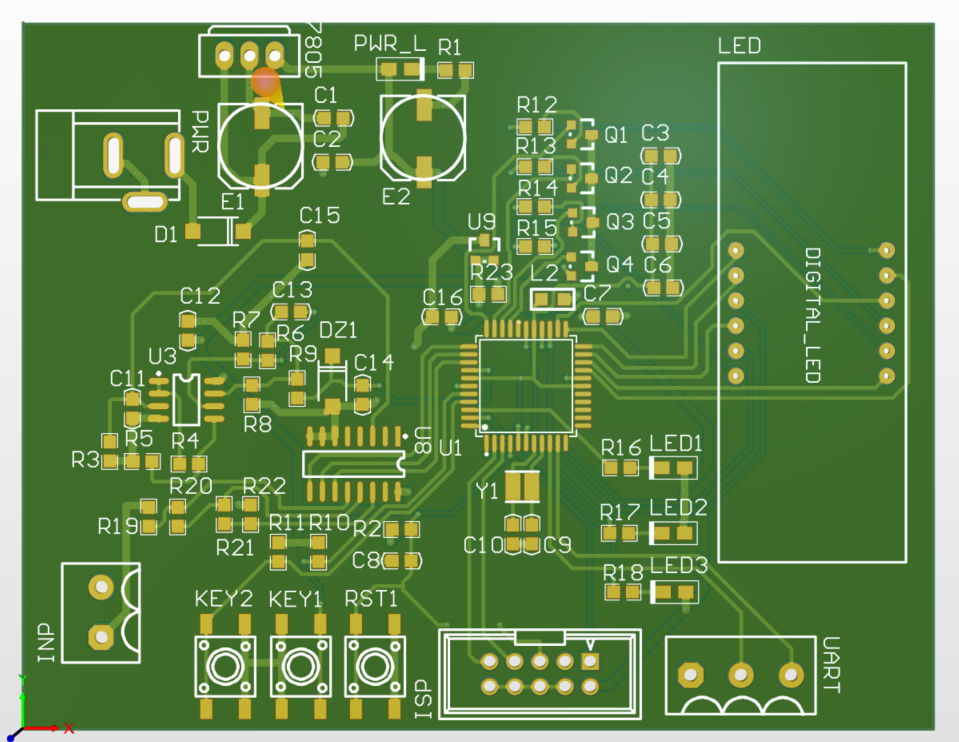 7805
PWR_L
R1
LED
PWR
C1
C2
R12
Q1
C3
R13
Q2
C4
R14
Q3
C5
R15
Q4
C6
E1
E2
D1
C15
U9
R23
L2
C7
C16
DIGITAL_LED
C12
C13
R7
R6
DZ1
U3
R9
C14
C11
R8
R5
R4
R3
U8
U1
R16
LED1
Y1
R20
R22
R19
R21
R11
R10
R2
C8
C10
C9
R17
LED2
R18
LED3
KEY2
KEY1
RST1
INP
ISP
UART
Y
X